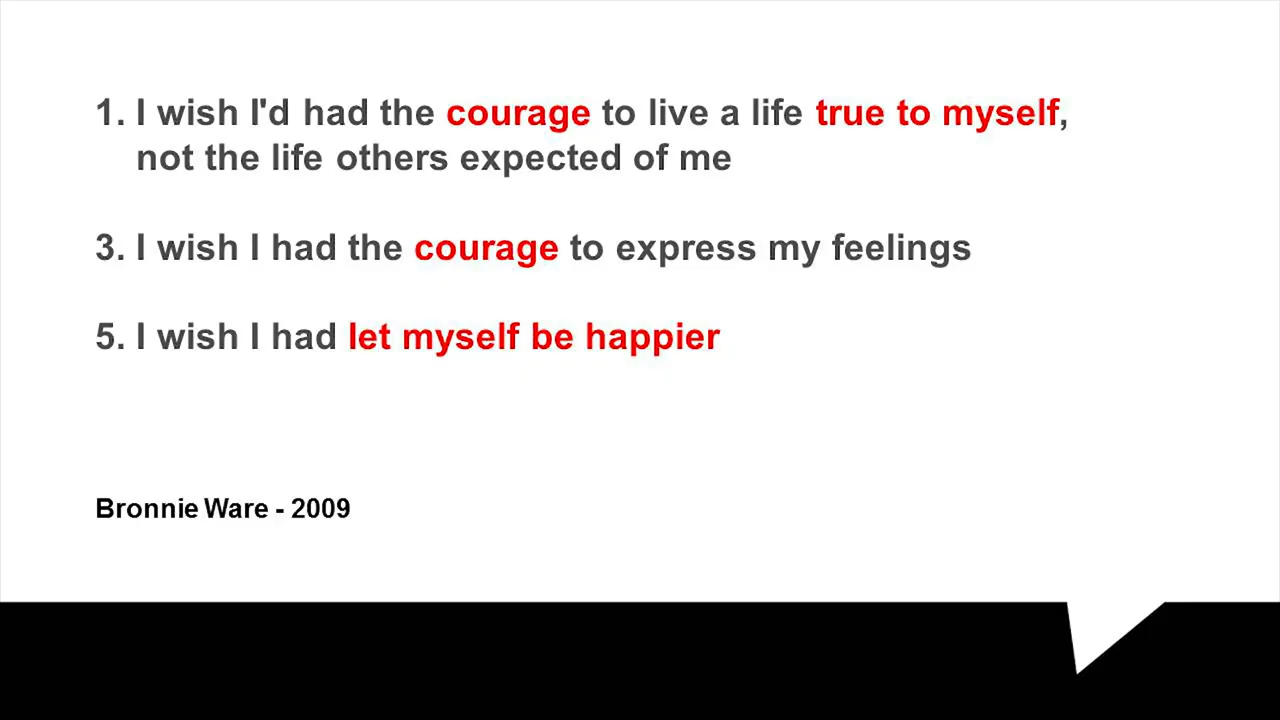 1. I wish I'd had the courage to live a life true to myself,
not the life others expected of me
3. I wish I had the courage to express my feelings
5. I wish I had let myself be happier
Bronnie Ware - 2009